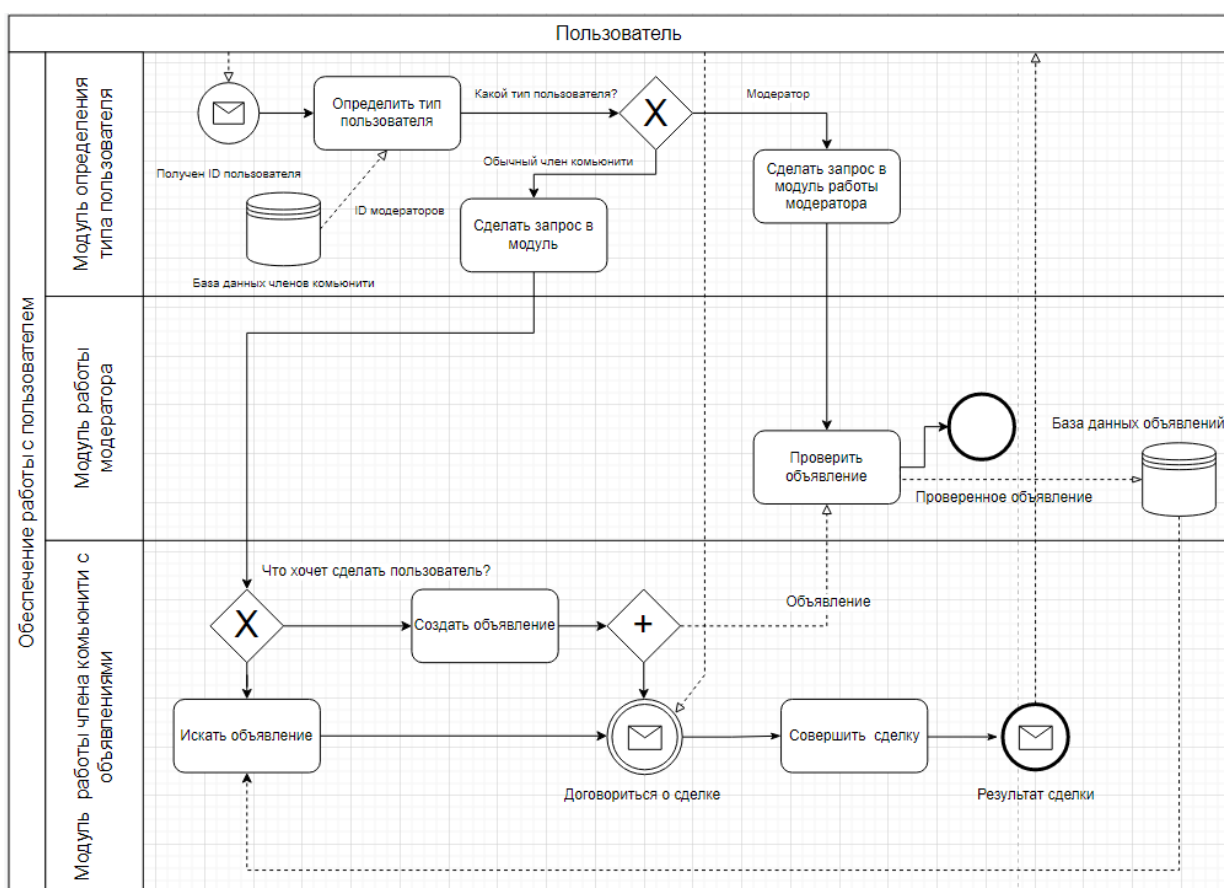 Пользователь
Обеспечение работы с пользователем
Модуль определения
типа пользователя
Получен ID пользователя
Определить тип
пользователя
Какой тип пользователя?
X
Модератор
Обычный член комьюнити
ID модераторов
База данных членов комьюнити
Сделать запрос в
модуль
Сделать запрос в
модуль работы
модератора
Модуль работы
модератора
Проверить
объявление
База данных объявлений
Проверенное объявление
Модуль работы члена комьюнити с
объявлениями
Что хочет сделать пользователь?
X
Создать объявление
+
Объявление
Искать объявление
Договориться о сделке
Совершить сделку
Результат сделки